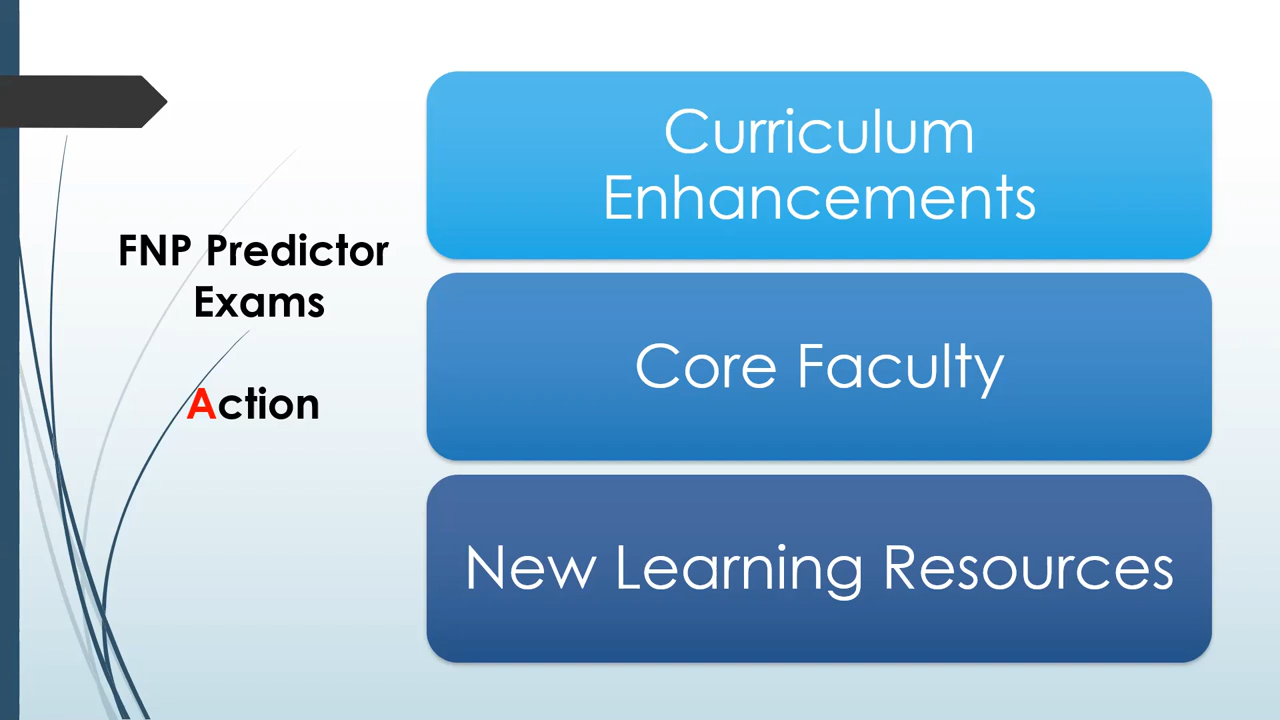 FNP Predictor
Exams
Action
Curriculum
Enhancements
Core Faculty
New Learning Resources